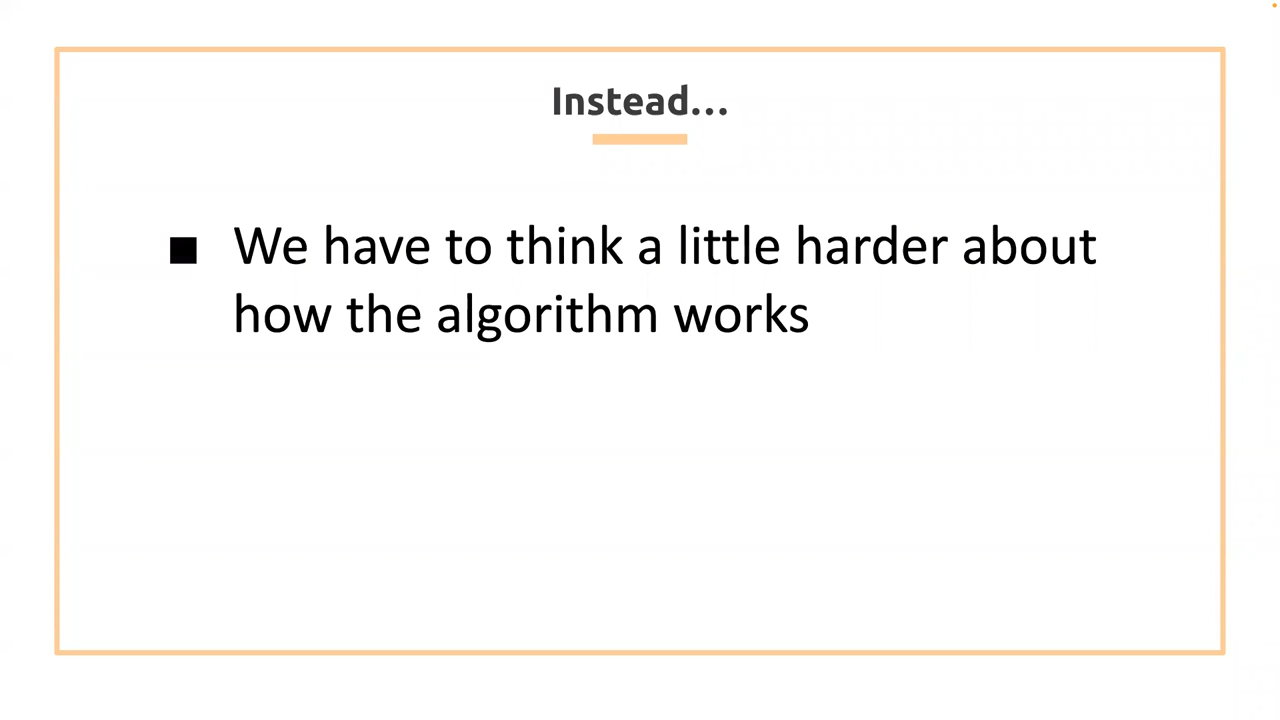 Instead...
■ We have to think a little harder about
how the algorithm works